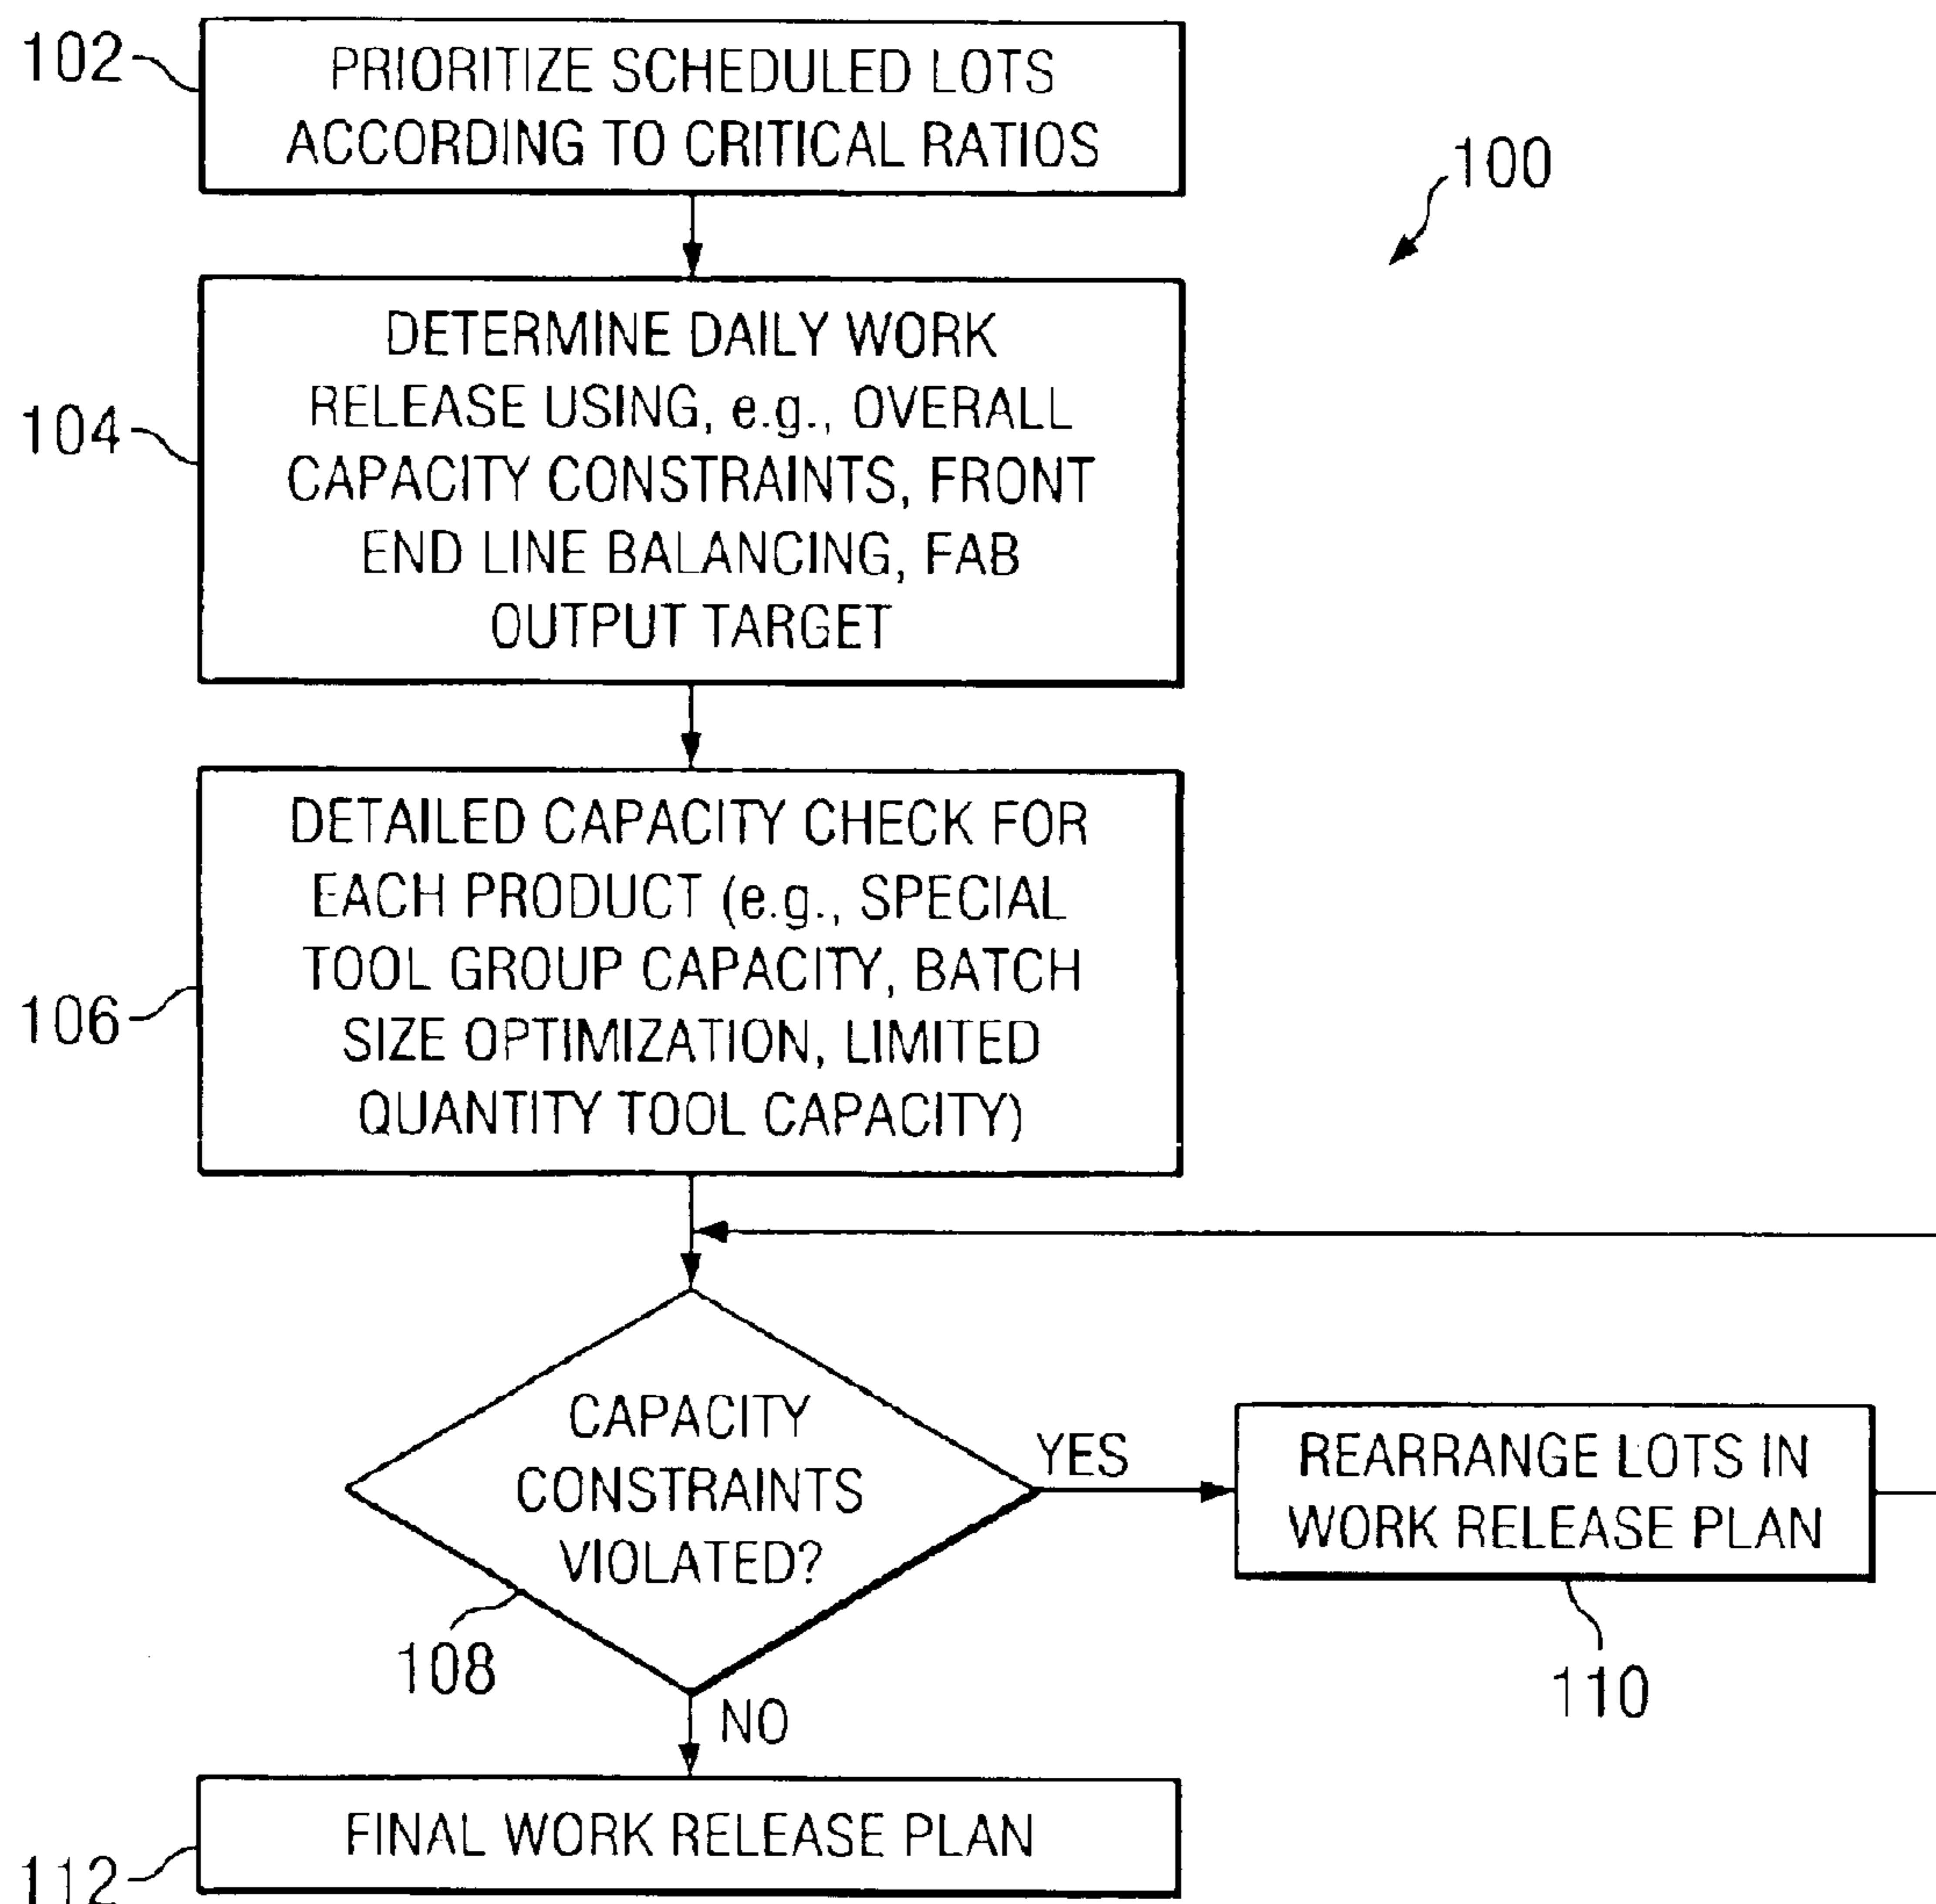 102
PRIORITIZE SCHEDULED LOTS
ACCORDING TO CRITICAL RATIOS
100
104
DETERMINE DAILY WORK
RELEASE USING, e.g., OVERALL
CAPACITY CONSTRAINTS, FRONT
END LINE BALANCING, FAB
OUTPUT TARGET
106
DETAILED CAPACITY CHECK FOR
EACH PRODUCT (e.g., SPECIAL
TOOL GROUP CAPACITY, BATCH
SIZE OPTIMIZATION, LIMITED
QUANTITY TOOL CAPACITY)
CAPACITY
CONSTRAINTS
VIOLATED?
108
YES
REARRANGE LOTS IN
WORK RELEASE PLAN
110
NO
FINAL WORK RELEASE PLAN
112